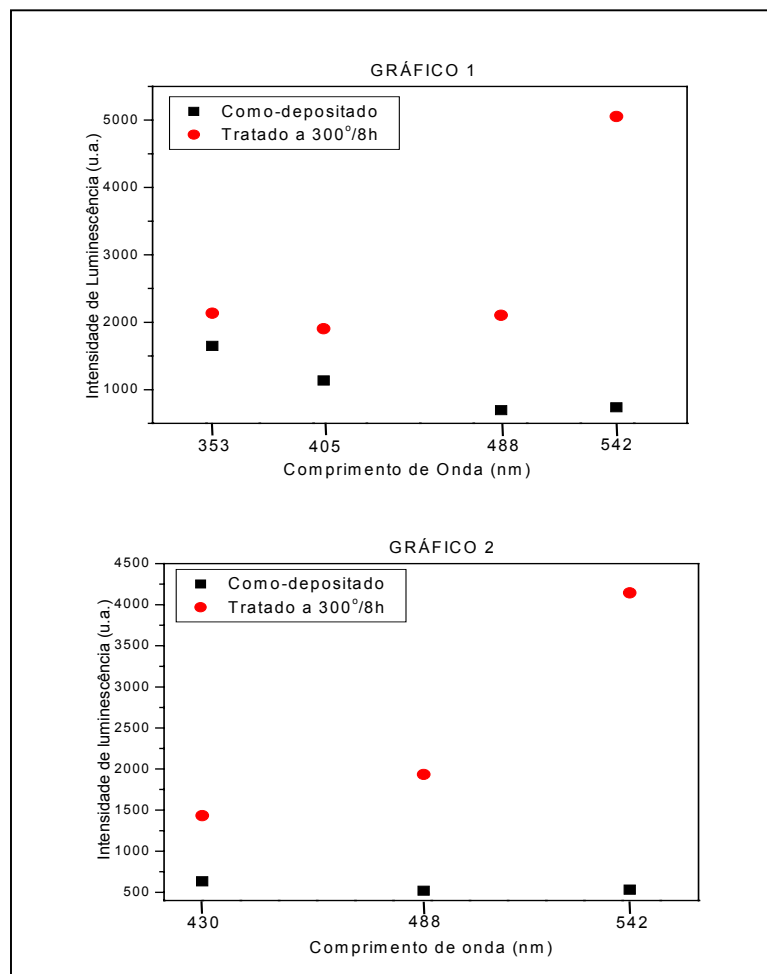 GRÁFICO 1
Como-depositado
Tratado a 300°/8h
Intensidade de Luminescência (u.a.)
5000
4000
3000
2000
1000
353 405 488 542
Comprimento de Onda (nm)
GRÁFICO 2
Como-depositado
Tratado a 300°/8h
Intensidade de luminescência (u.a.)
4500
4000
3500
3000
2500
2000
1500
1000
500
430 488 542
Comprimento de onda (nm)